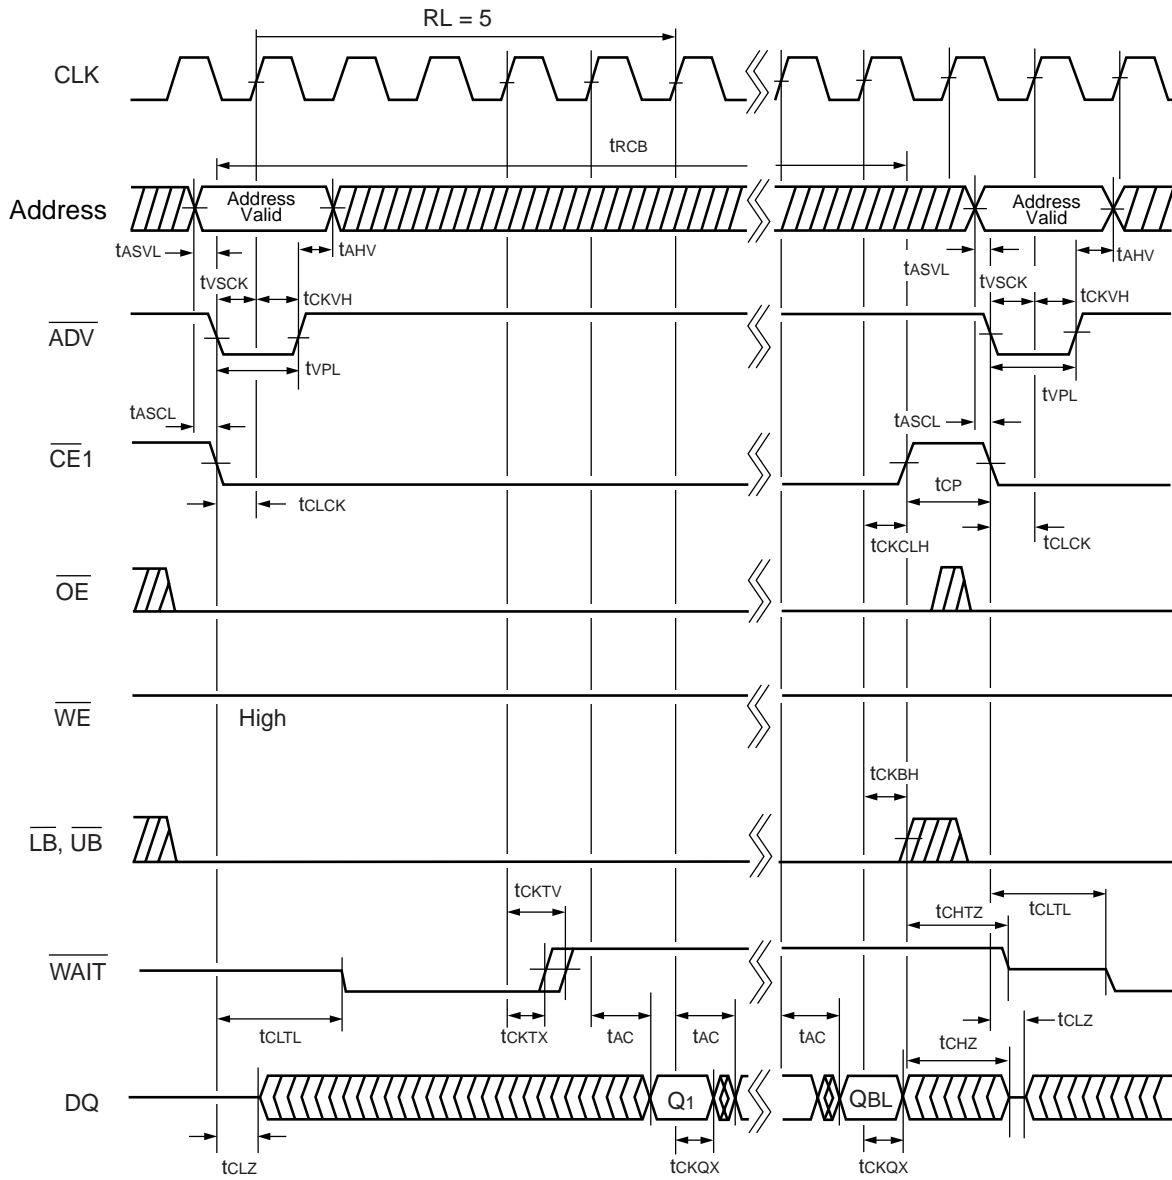 RL = 5
CLK
tRCB
Address
Address Valid
Address Valid
tASVL
tAHV
tASVL
tAHV
tVSCK
tCKVH
tVSCK
tCKVH
ADV
tVPL
tVPL
tASCL
tASCL
CE1
tCLCK
tCP
tCKCLH
tCLCK
OE
WE
High
tCKBH
LB, UB
tCKTV
tCHTZ
tCLTL
WAIT
tCLTL
tCKTX
tAC
tAC
tAC
tCHZ
tCLZ
DQ
Q1
QBL
tCLZ
tCKQX
tCKQX